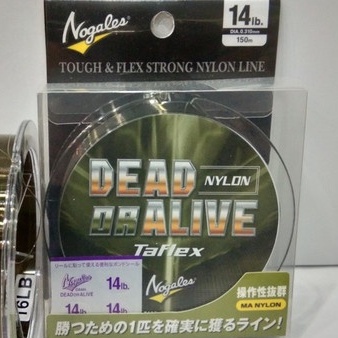 Nogales
14lb.
DIA. 0.310mm
150m
TOUGH & FLEX STRONG NYLON LINE
DEAD
NYLON
OR ALIVE
Taflex
Nogales
14lb.
DEAD OR ALIVE
14lb.
14lb.
Nogales
16LB
操作性抜群
MA NYLON
勝つための1匹を確実に獲るライン!